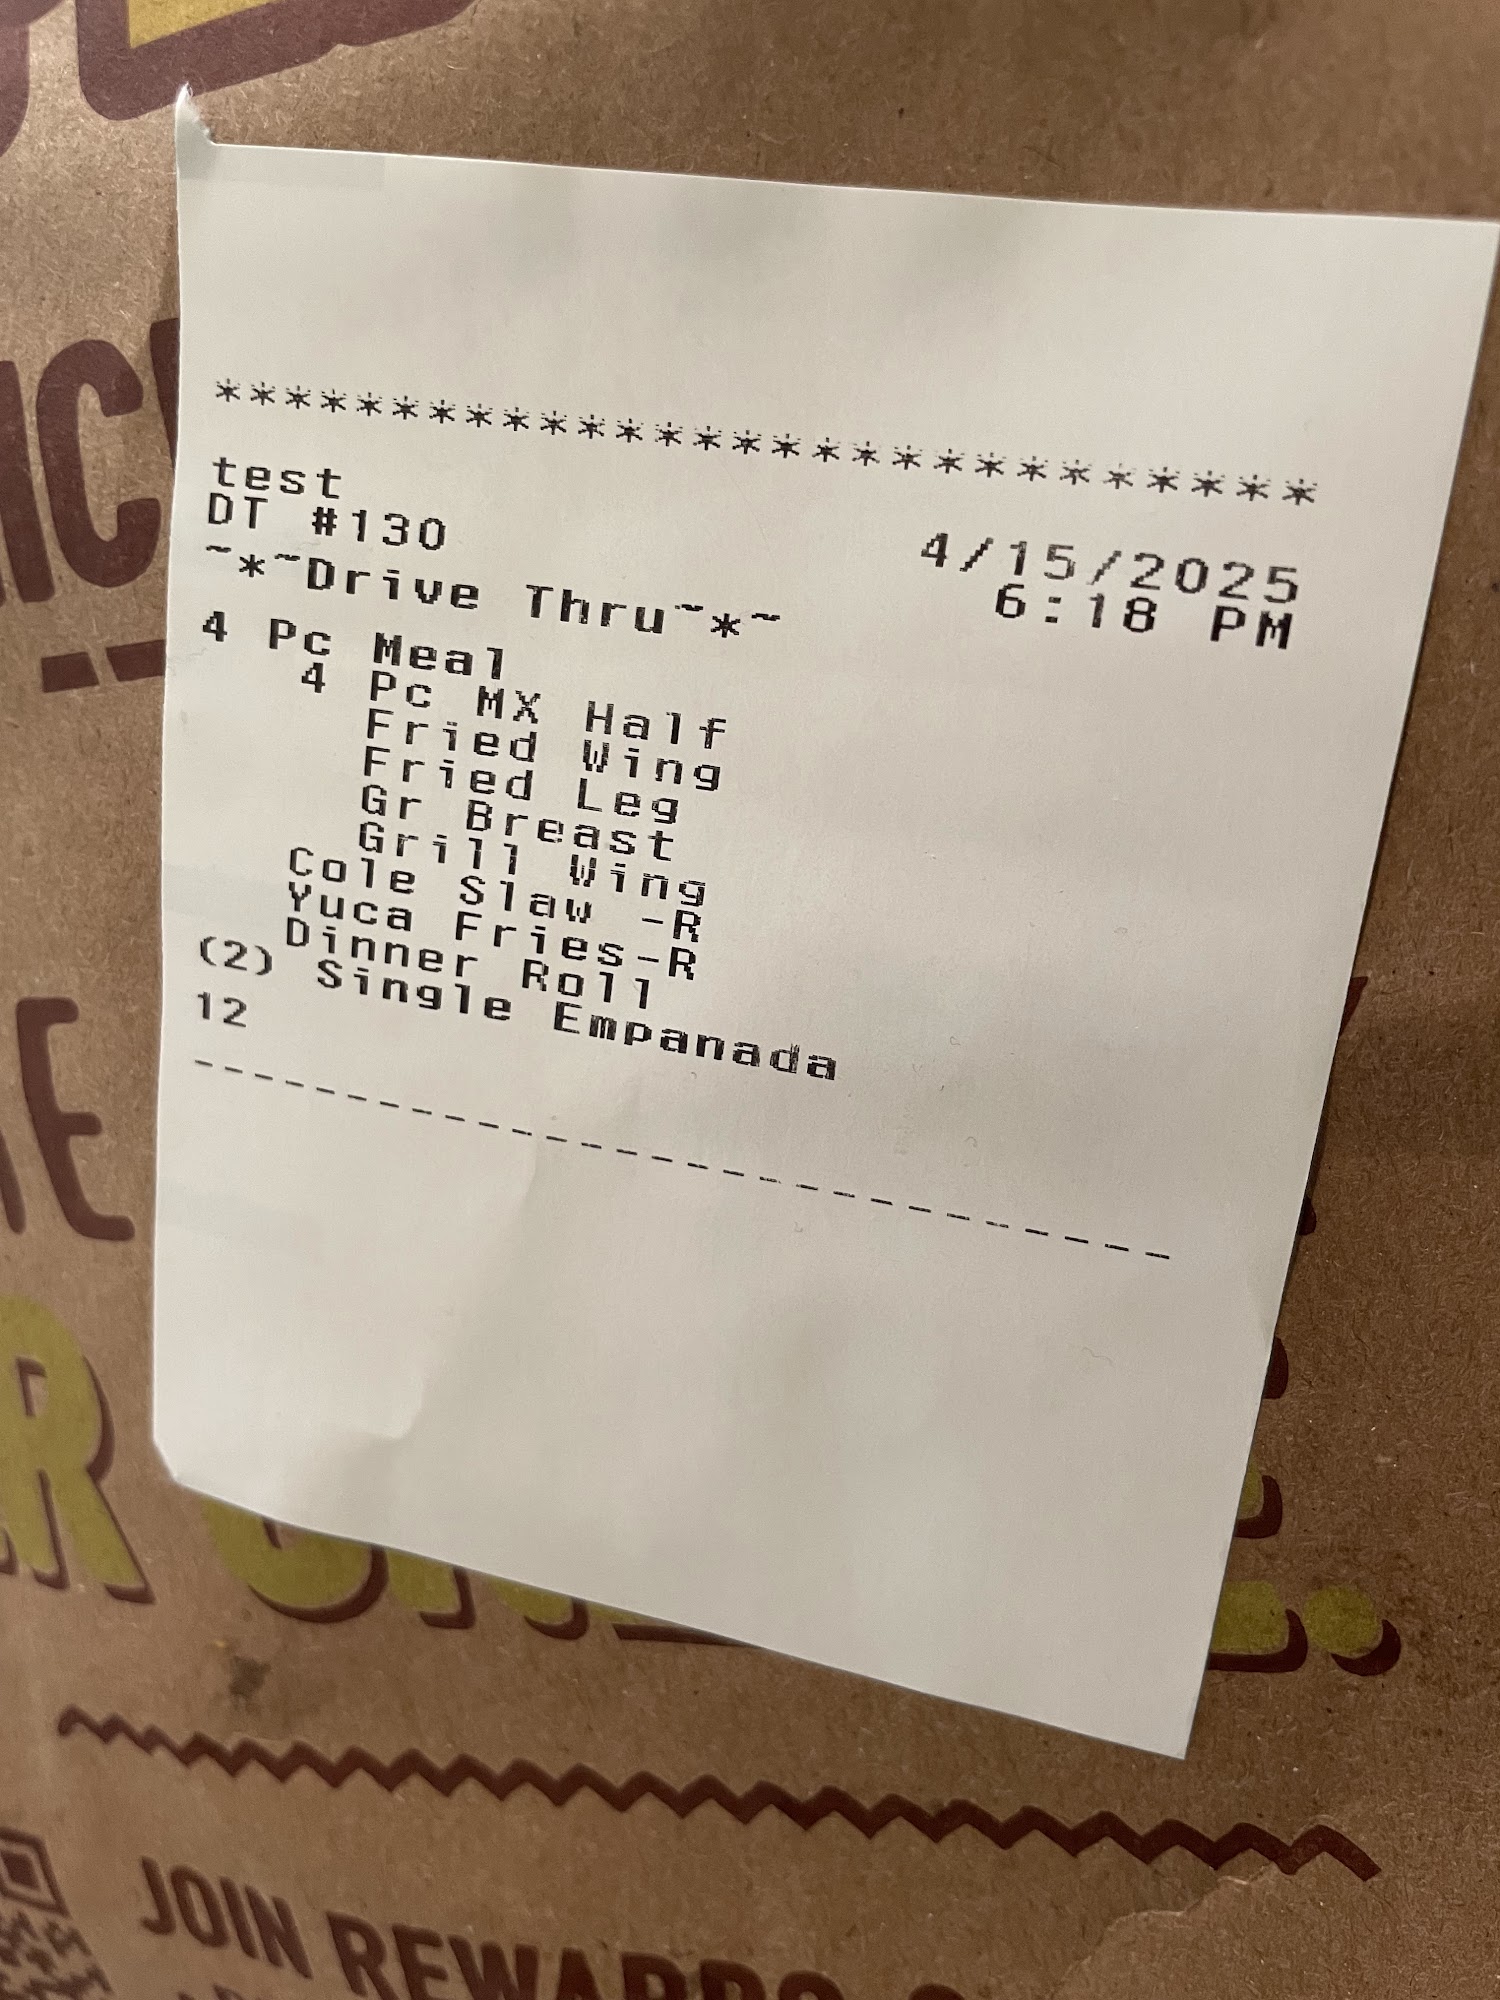 **************************
test
DT #130 4/15/2025
~*~Drive Thru~*~ 6:18 PM
4 Pc Meal
4 Pc MX Half
Fried Wing
Fried Leg
Gr Breast
Grill Wing
Cole Slaw -R
Yuca Fries-R
Dinner Roll
(2) Single Empanada
12
--------------------------
JOIN REWARDS